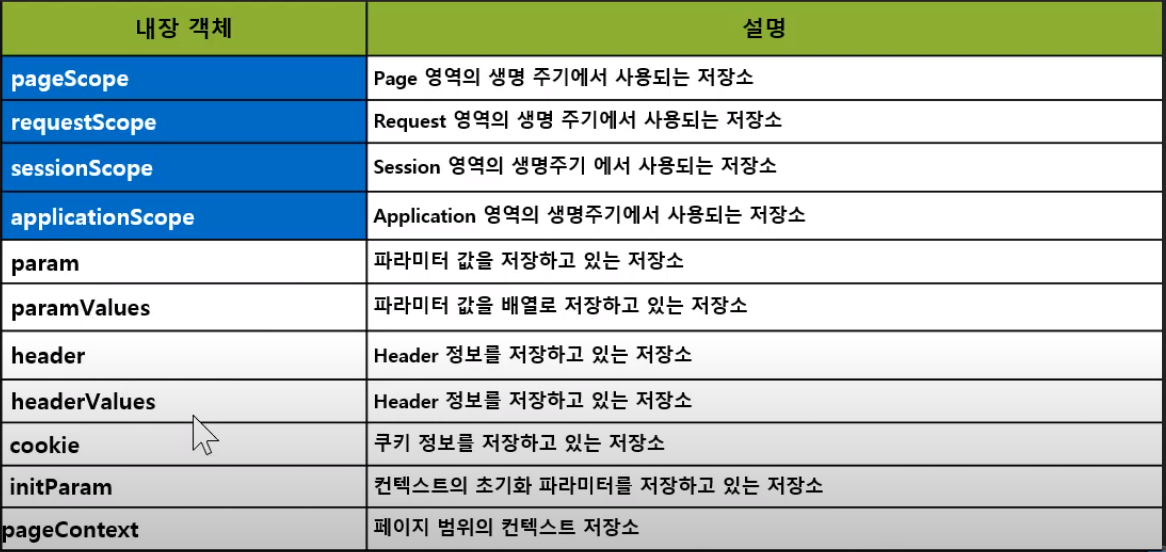 내장 객체 설명
pageScope Page 영역의 생명 주기에서 사용되는 저장소
requestScope Request 영역의 생명 주기에서 사용되는 저장소
sessionScope Session 영역의 생명주기 에서 사용되는 저장소
applicationScope Application 영역의 생명주기에서 사용되는 저장소
param 파라미터 값을 저장하고 있는 저장소
paramValues 파라미터 값을 배열로 저장하고 있는 저장소
header Header 정보를 저장하고 있는 저장소
headerValues Header 정보를 저장하고 있는 저장소
cookie 쿠키 정보를 저장하고 있는 저장소
initParam 컨텍스트의 초기화 파라미터를 저장하고 있는 저장소
pageContext 페이지 범위의 컨텍스트 저장소